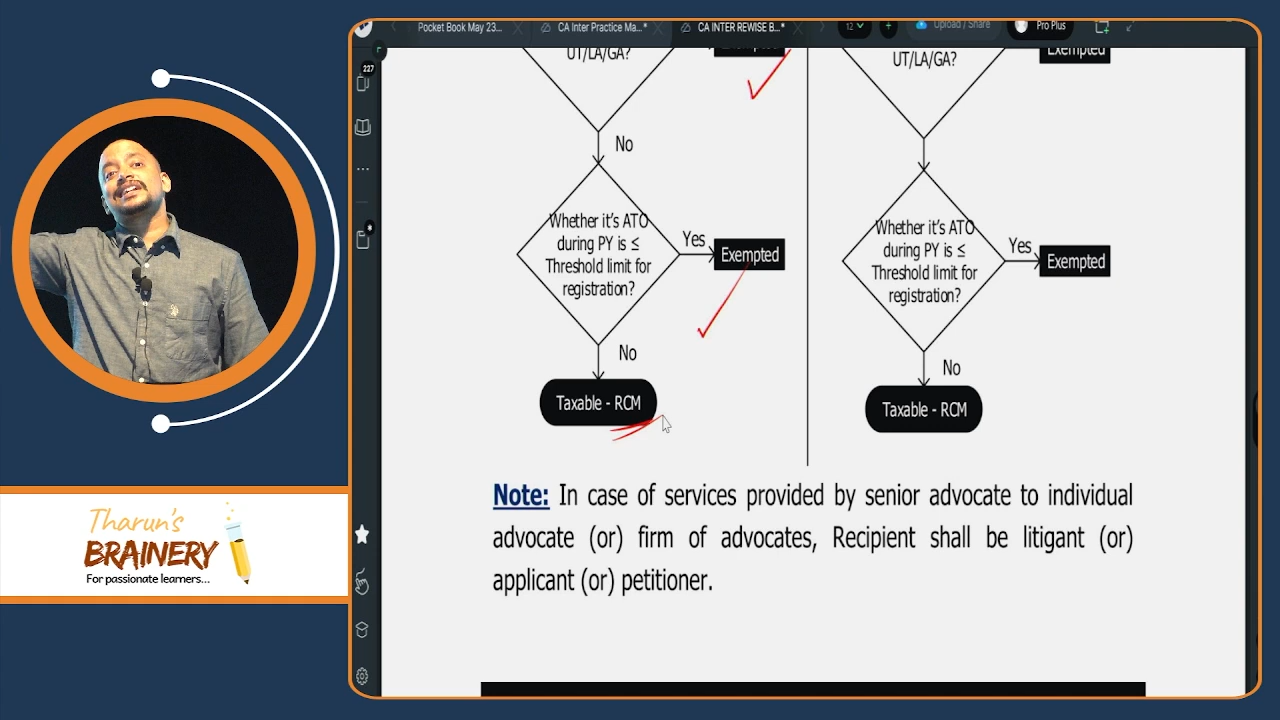 Pocket Book May 23...
CA Inter Practice Ma...*
CA INTER REWISE B...*
12
Upload / Share
Pro Plus
227
UT/LA/GA?
Exempted
No
Whether it's ATO
during PY is ≤
Threshold limit for
registration?
Yes
Exempted
No
Taxable - RCM
UT/LA/GA?
Exempted
Whether it's ATO
during PY is ≤
Threshold limit for
registration?
Yes
Exempted
No
Taxable - RCM
Note: In case of services provided by senior advocate to individual
advocate (or) firm of advocates, Recipient shall be litigant (or)
applicant (or) petitioner.
Tharun's
BRAINERY
For passionate learners...